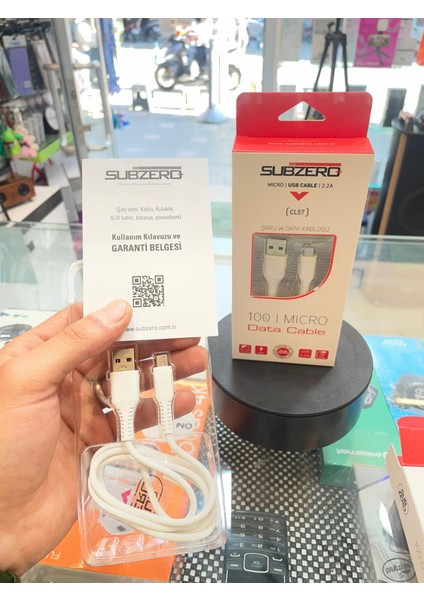 SUBZERO
(Şarj aleti, Kablo, Kulaklık,
AUX kablo, batarya, powerbank)
Kullanım Kılavuzu ve
GARANTİ BELGESİ
www.subzero.com.tr
SUBZERO
MICRO | USB CABLE | 2.2A
(CL57)
ŞARJ ve DATA KABLOSU
100 | MICRO
Data Cable